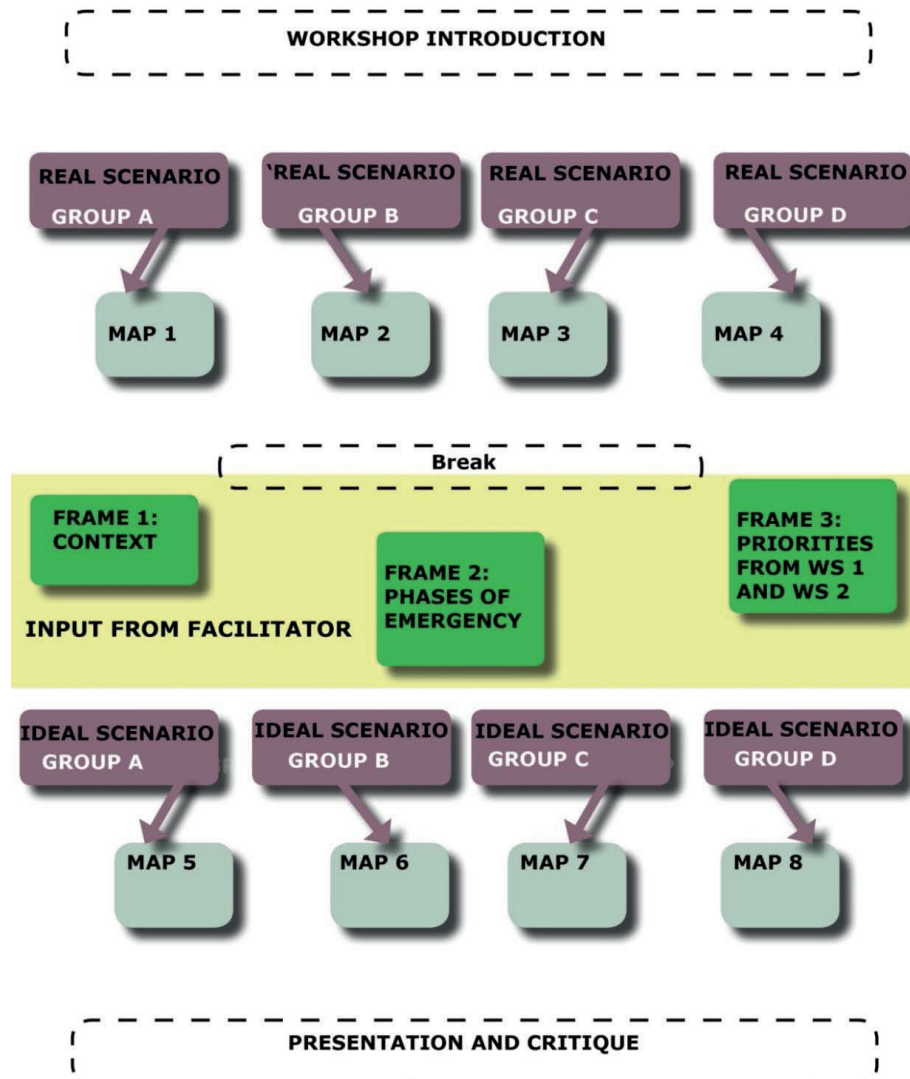 WORKSHOP INTRODUCTION
REAL SCENARIO
GROUP A
‘REAL SCENARIO
GROUP B
REAL SCENARIO
GROUP C
REAL SCENARIO
GROUP D
MAP 1
MAP 2
MAP 3
MAP 4
Break
FRAME 1:
CONTEXT
FRAME 2:
PHASES OF
EMERGENCY
FRAME 3:
PRIORITIES
FROM WS 1
AND WS 2
INPUT FROM FACILITATOR
IDEAL SCENARIO
GROUP A
IDEAL SCENARIO
GROUP B
IDEAL SCENARIO
GROUP C
IDEAL SCENARIO
GROUP D
MAP 5
MAP 6
MAP 7
MAP 8
PRESENTATION AND CRITIQUE